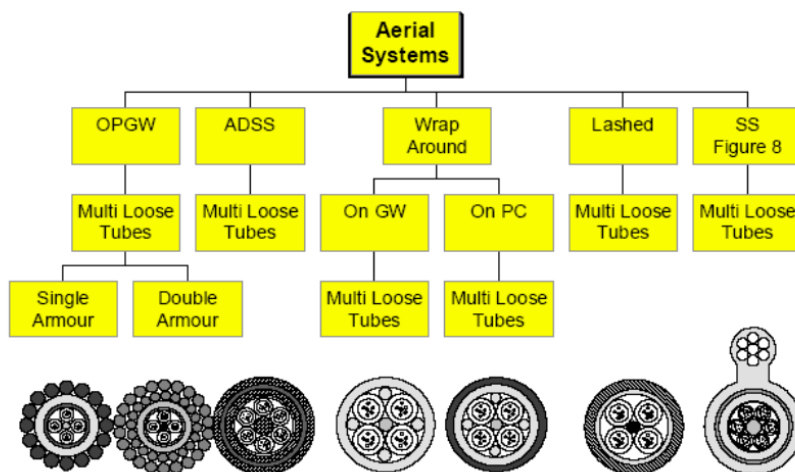 Aerial
Systems
OPGW
ADSS
Wrap
Around
Lashed
SS
Figure 8
Multi Loose
Tubes
Multi Loose
Tubes
On GW
On PC
Multi Loose
Tubes
Multi Loose
Tubes
Single
Armour
Double
Armour
Multi Loose
Tubes
Multi Loose
Tubes